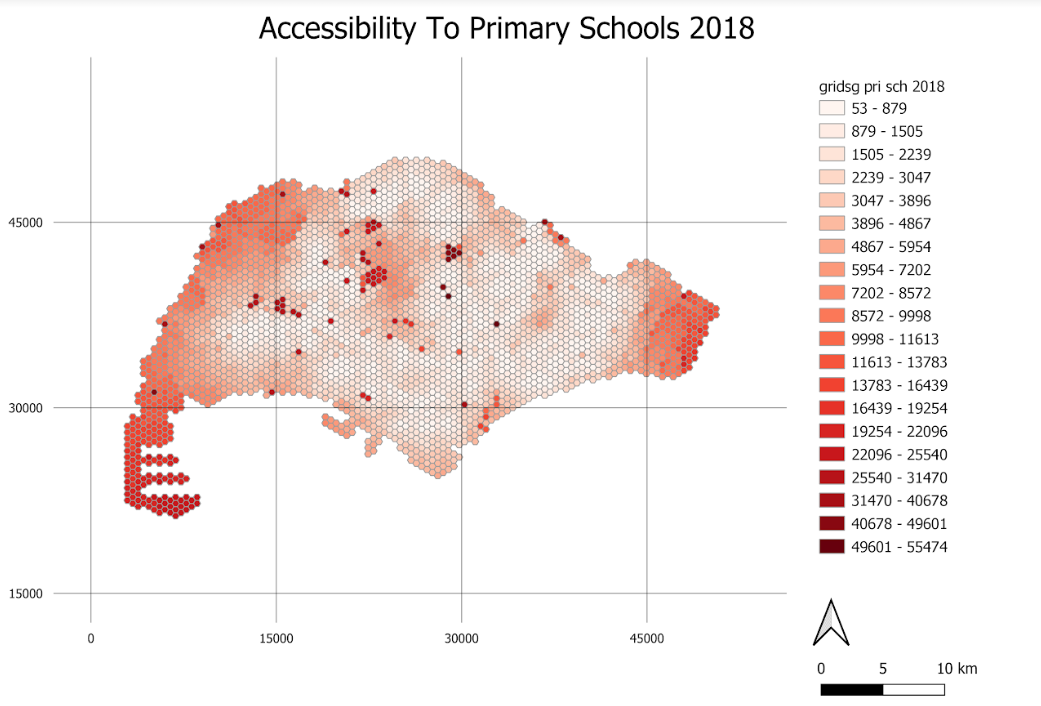 Accessibility To Primary Schools 2018
gridsg pri sch 2018
53 - 879
879 - 1505
1505 - 2239
2239 - 3047
3047 - 3896
3896 - 4867
4867 - 5954
5954 - 7202
7202 - 8572
8572 - 9998
9998 - 11613
11613 - 13783
13783 - 16439
16439 - 19254
19254 - 22096
22096 - 25540
25540 - 31470
31470 - 40678
40678 - 49601
49601 - 55474
45000
30000
15000
0 15000 30000 45000
0 5 10 km